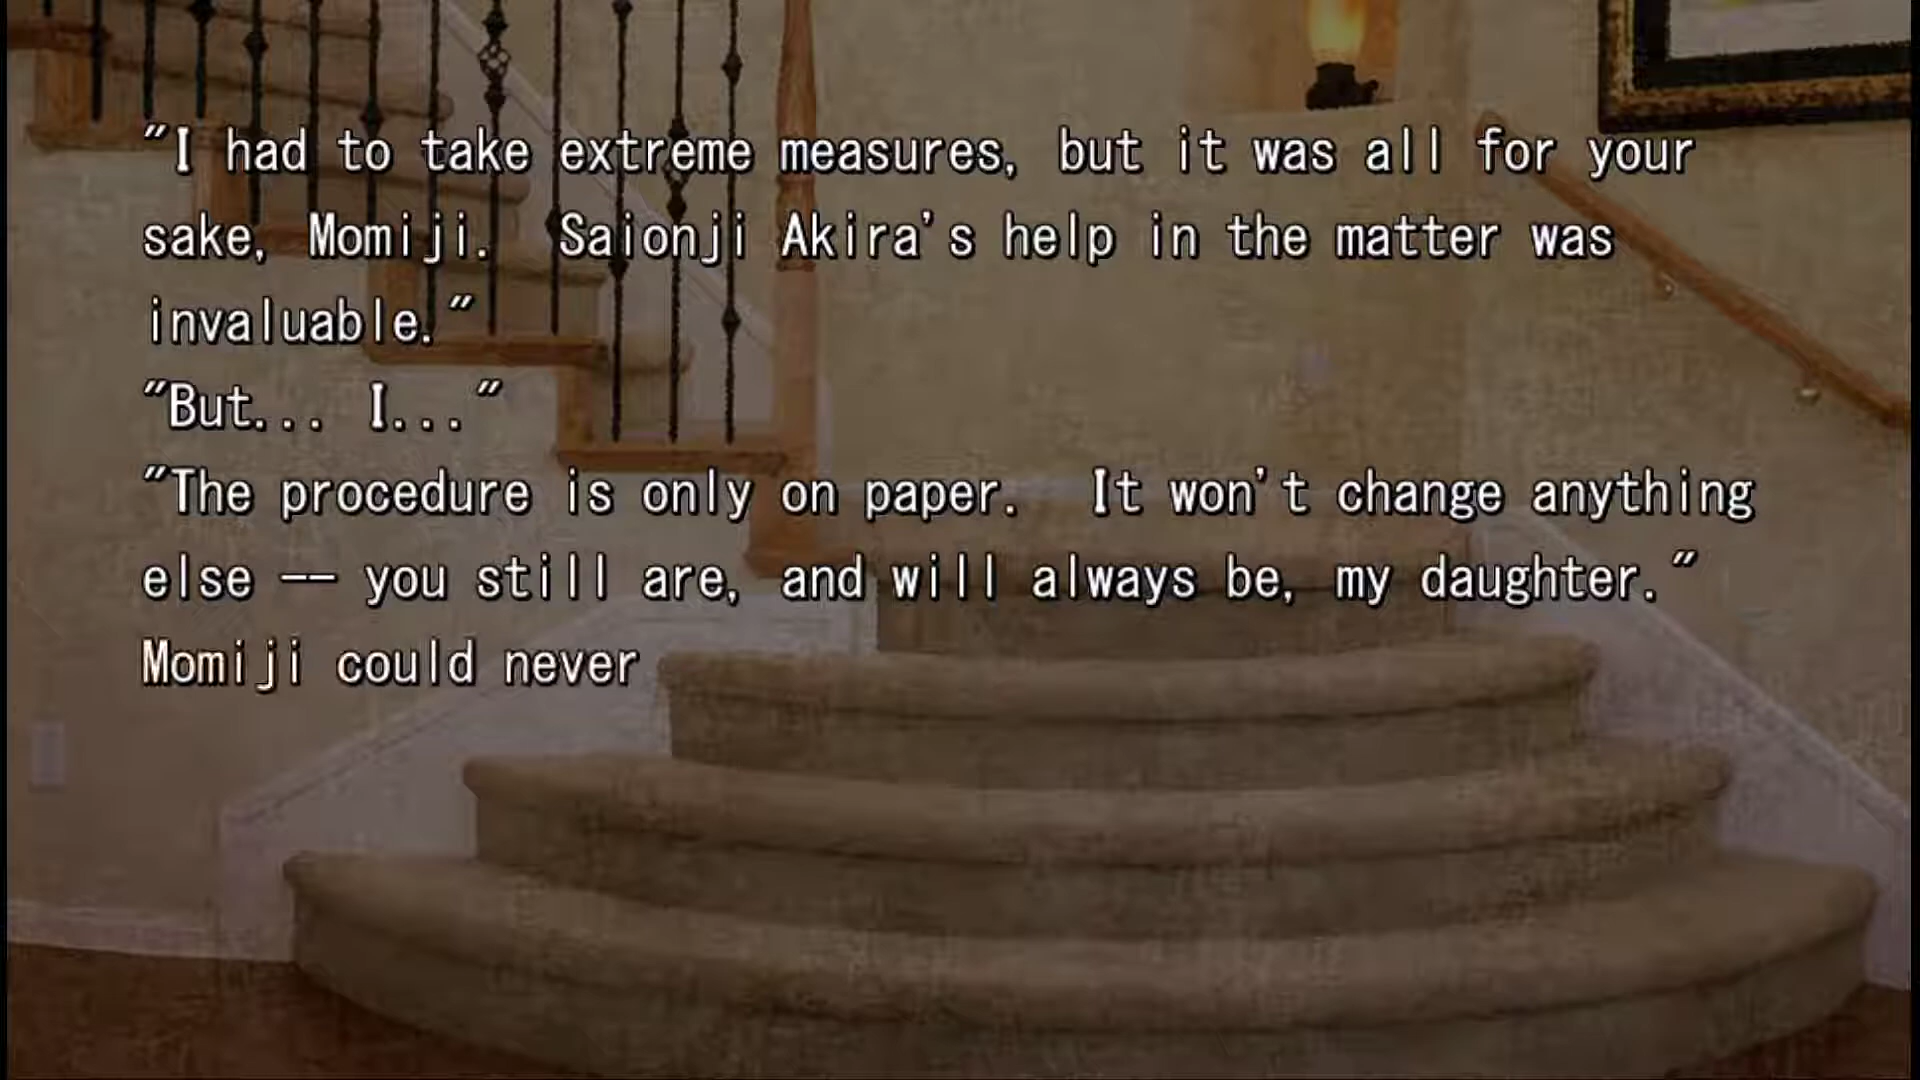 "I had to take extreme measures, but it was all for your
sake, Momiji.  Saionji Akira's help in the matter was
invaluable."
"But... I..."
"The procedure is only on paper.  It won't change anything
else -- you still are, and will always be, my daughter."
Momiji could never